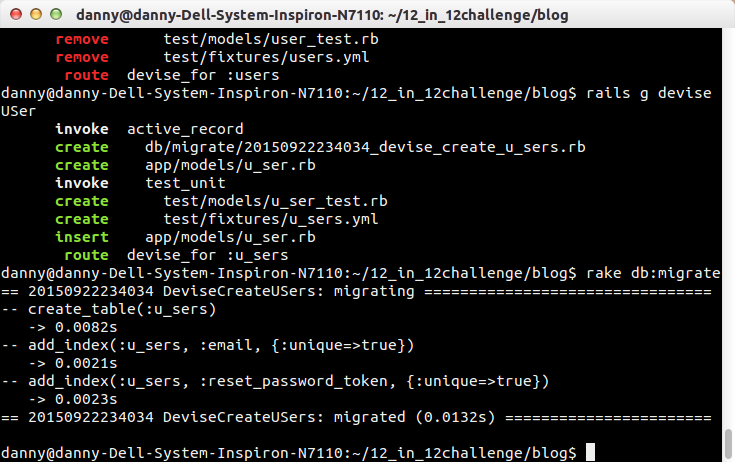 danny@danny-Dell-System-Inspiron-N7110: ~/12_in_12challenge/blog
      remove      test/models/user_test.rb
      remove      test/fixtures/users.yml
       route  devise_for :users
danny@danny-Dell-System-Inspiron-N7110:~/12_in_12challenge/blog$ rails g devise
USer
      invoke  active_record
      create    db/migrate/20150922234034_devise_create_u_sers.rb
      create    app/models/u_ser.rb
      invoke    test_unit
      create      test/models/u_ser_test.rb
      create      test/fixtures/u_sers.yml
      insert    app/models/u_ser.rb
       route  devise_for :u_sers
danny@danny-Dell-System-Inspiron-N7110:~/12_in_12challenge/blog$ rake db:migrate
== 20150922234034 DeviseCreateUSers: migrating ================================
-- create_table(:u_sers)
   -> 0.0082s
-- add_index(:u_sers, :email, {:unique=>true})
   -> 0.0021s
-- add_index(:u_sers, :reset_password_token, {:unique=>true})
   -> 0.0023s
== 20150922234034 DeviseCreateUSers: migrated (0.0132s) =======================
danny@danny-Dell-System-Inspiron-N7110:~/12_in_12challenge/blog$